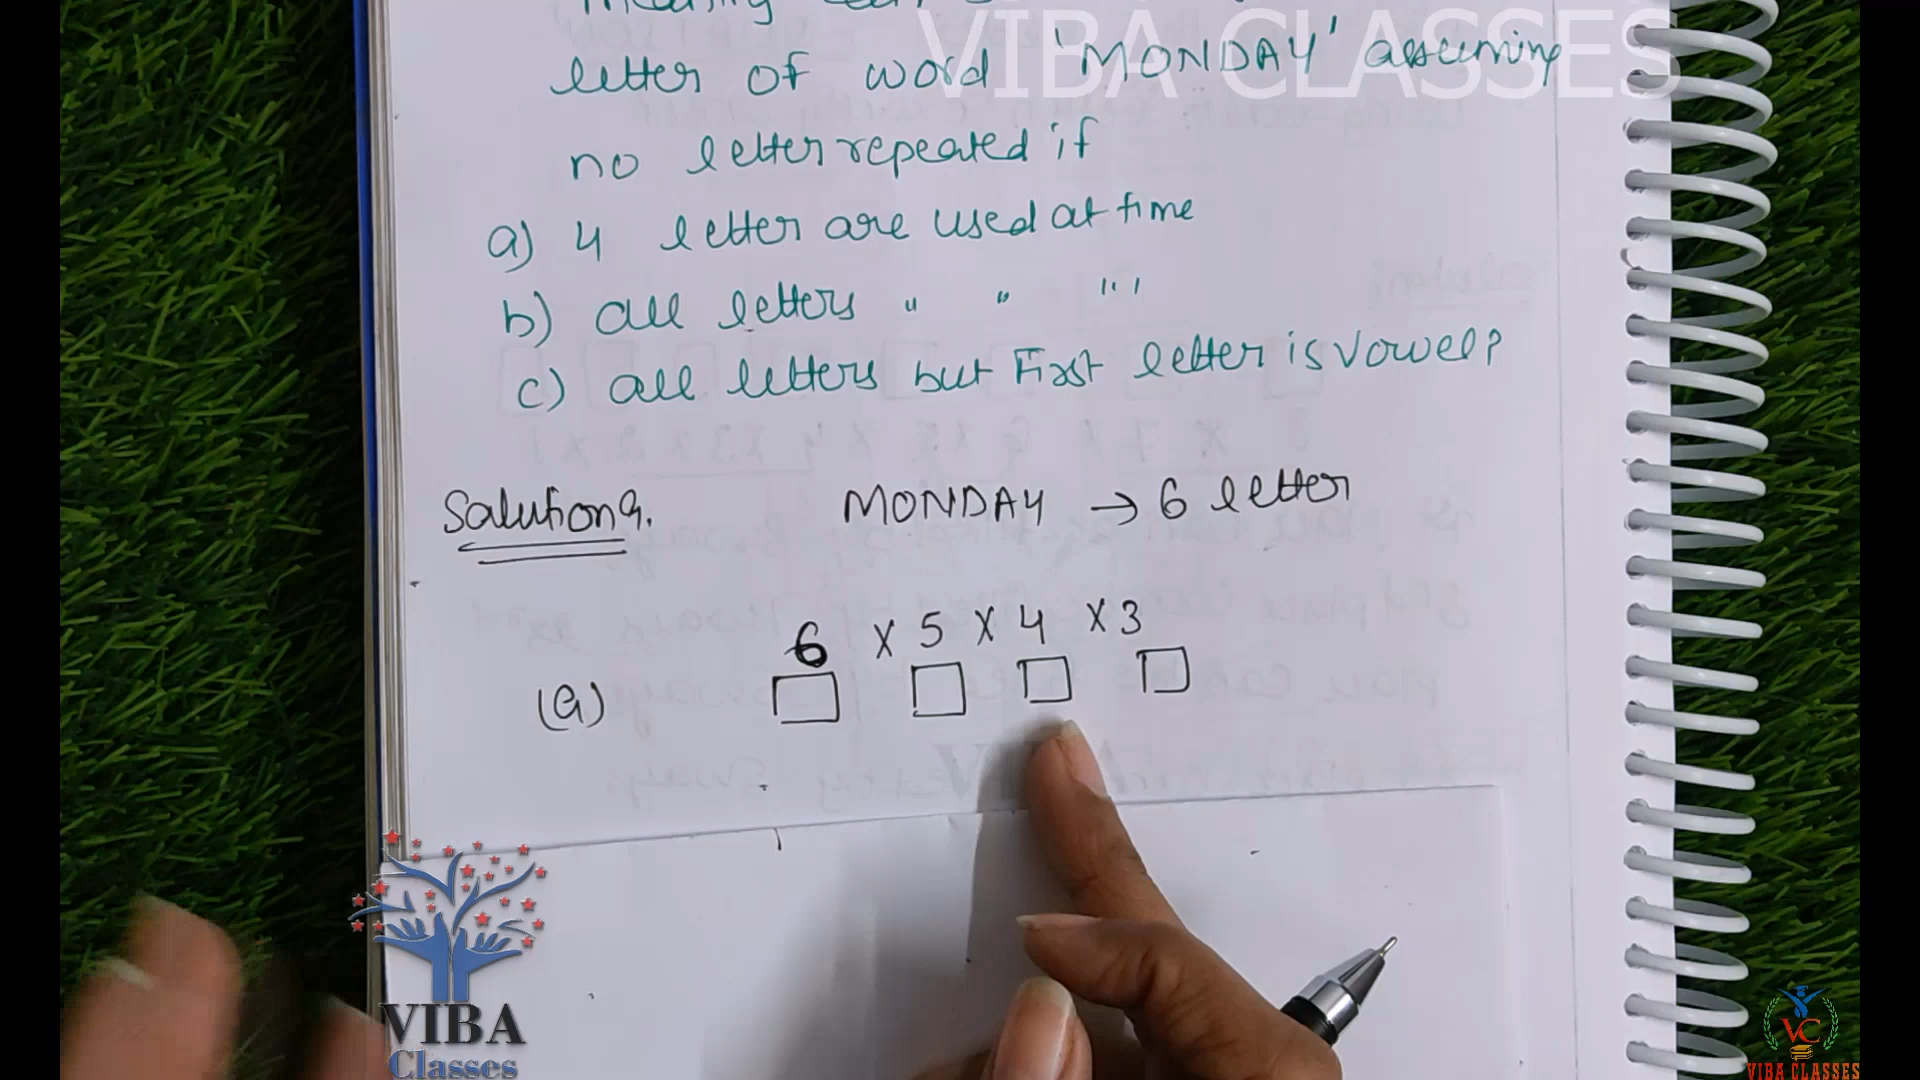 VIBA CLASSES
letter of word 'MONDAY' assuming
no letter repeated if
a) 4 letter are used at time
b) all letters " " "
c) all letters but First letter is vowel?
Solution9. MONDAY → 6 letter
6 X 5 X 4 X 3
(a)
VIBA
Classes
VC
VIBA CLASSES